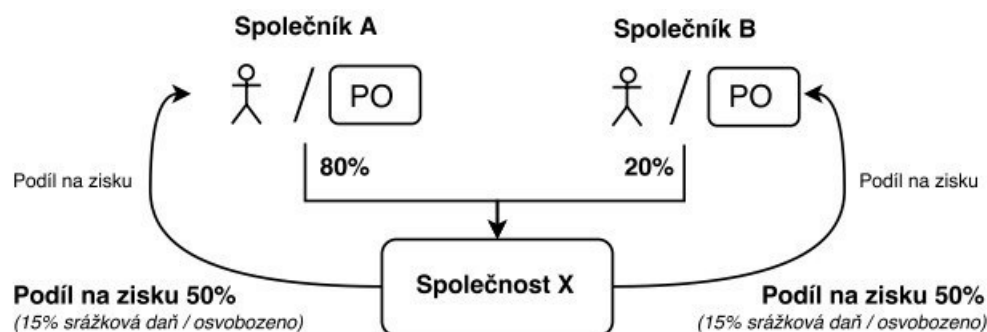 Společník A
Společník B
PO
PO
80%
20%
Podíl na zisku
Podíl na zisku
Společnost X
Podíl na zisku 50%
(15% srážková daň / osvobozeno)
Podíl na zisku 50%
(15% srážková daň / osvobozeno)